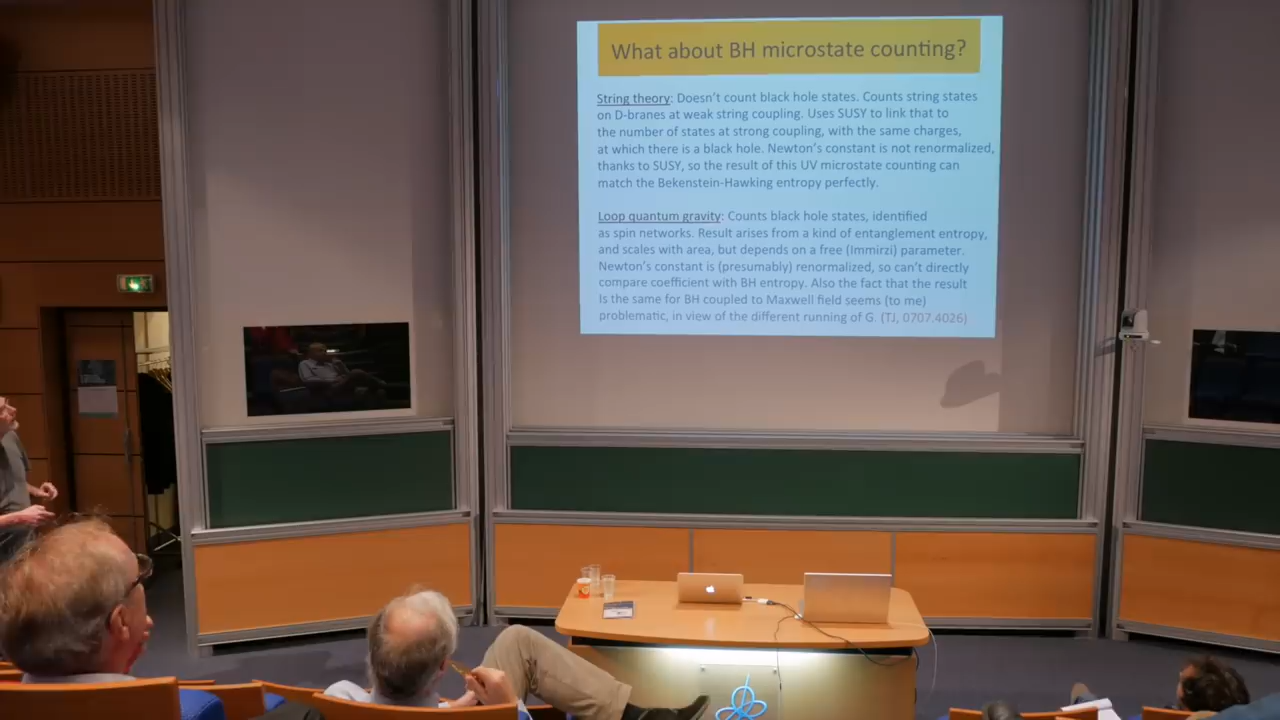 What about BH microstate counting?
String theory: Doesn't count black hole states. Counts string states
on D-branes at weak string coupling. Uses SUSY to link that to
the number of states at strong coupling, with the same charges,
at which there is a black hole. Newton's constant is not renormalized,
thanks to SUSY, so the result of this UV microstate counting can
match the Bekenstein-Hawking entropy perfectly.
Loop quantum gravity: Counts black hole states, identified
as spin networks. Result arises from a kind of entanglement entropy,
and scales with area, but depends on a free (Immirzi) parameter.
Newton's constant is (presumably) renormalized, so can't directly
compare coefficient with BH entropy. Also the fact that the result
Is the same for BH coupled to Maxwell field seems (to me)
problematic, in view of the different running of G. (TJ, 0707.4026)